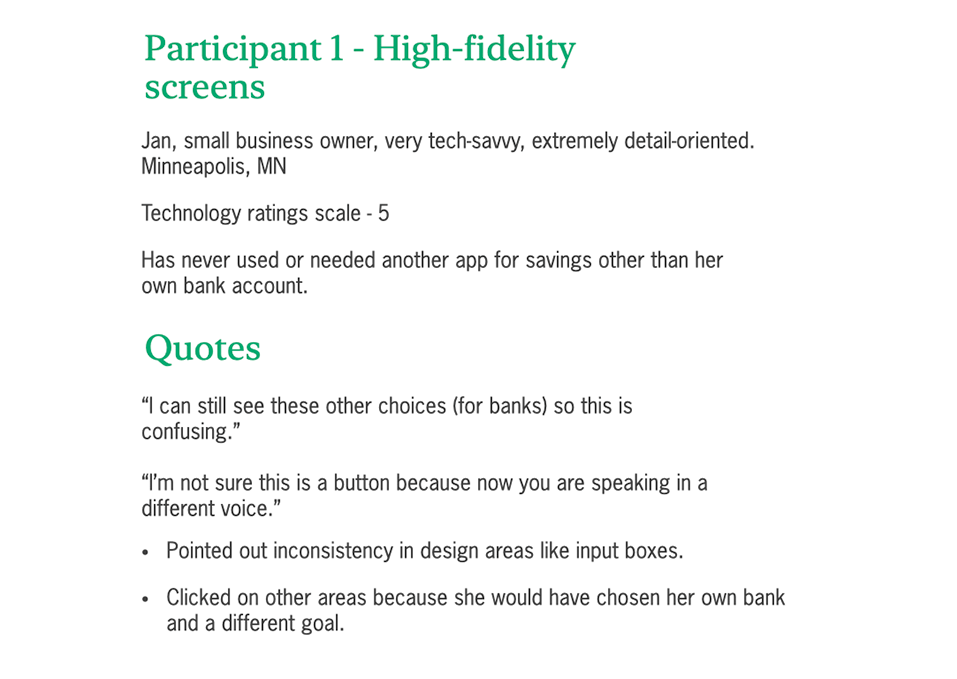 Participant 1 - High-fidelity
screens
Jan, small business owner, very tech-savvy, extremely detail-oriented.
Minneapolis, MN
Technology ratings scale - 5
Has never used or needed another app for savings other than her
own bank account.
Quotes
“I can still see these other choices (for banks) so this is
confusing.”
“I’m not sure this is a button because now you are speaking in a
different voice.”
• Pointed out inconsistency in design areas like input boxes.
• Clicked on other areas because she would have chosen her own bank
and a different goal.